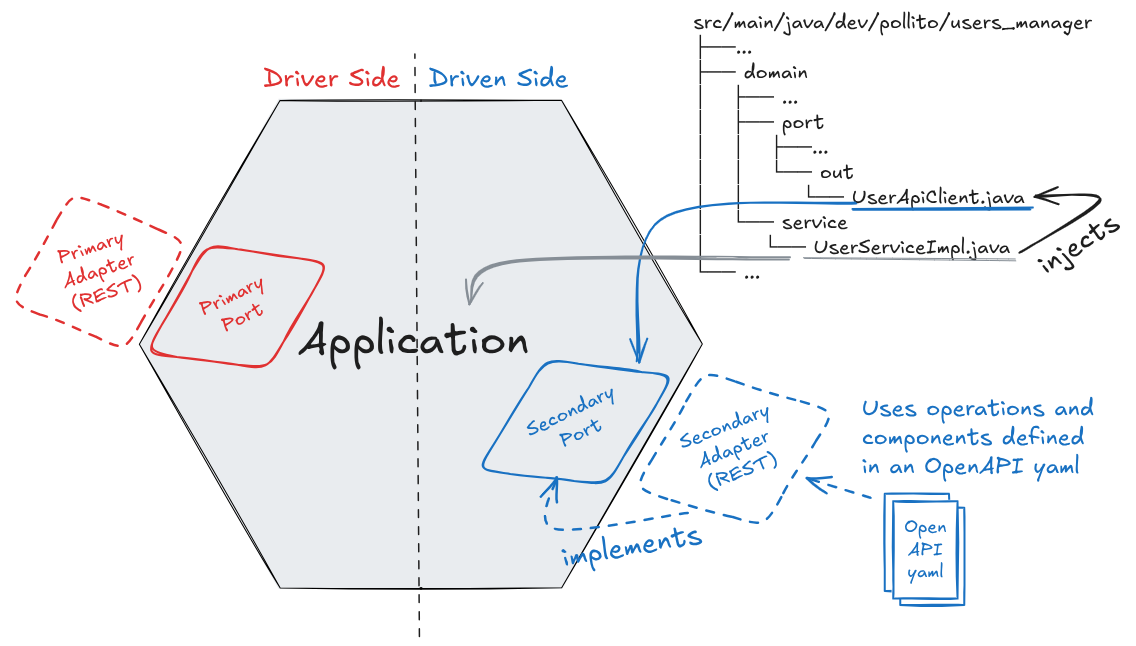 src/main/java/dev/pollito/users_manager
...
domain
...
port
...
out
UserApiClient.java
service
UserServiceImpl.java
...
injects
Driver Side
Driven Side
Primary
Adapter
(REST)
Primary
Port
Application
Secondary
Port
Secondary
Adapter
(REST)
implements
Uses operations and
components defined
in an OpenAPI yaml
Open
API
yaml